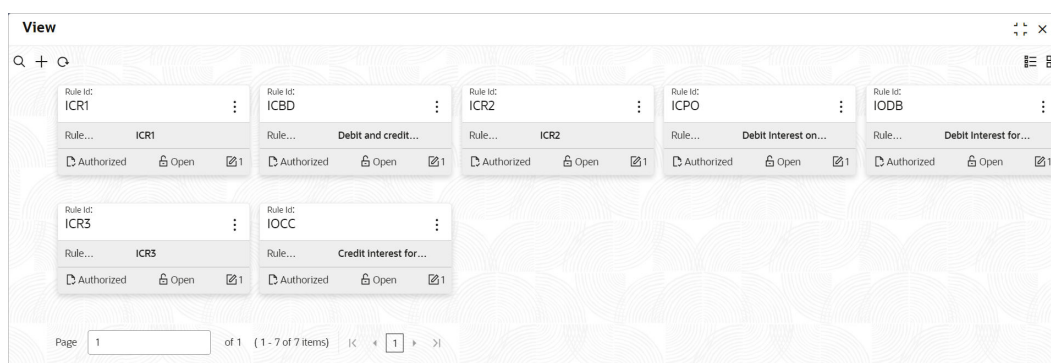 View
Rule Id: Rule Id: Rule Id: Rule Id: Rule Id:
ICR1 ICBD ICR2 ICPO IODB
Rule... ICR1 Rule... Debit and credit... Rule... ICR2 Rule... Debit Interest on... Rule... Debit Interest for...
Authorized Open 1 Authorized Open 1 Authorized Open 1 Authorized Open 1 Authorized Open 1
Rule Id: Rule Id:
ICR3 IOCC
Rule... ICR3 Rule... Credit interest for...
Authorized Open 1 Authorized Open 1
Page 1 of 1 ( 1 - 7 of 7 items) 1